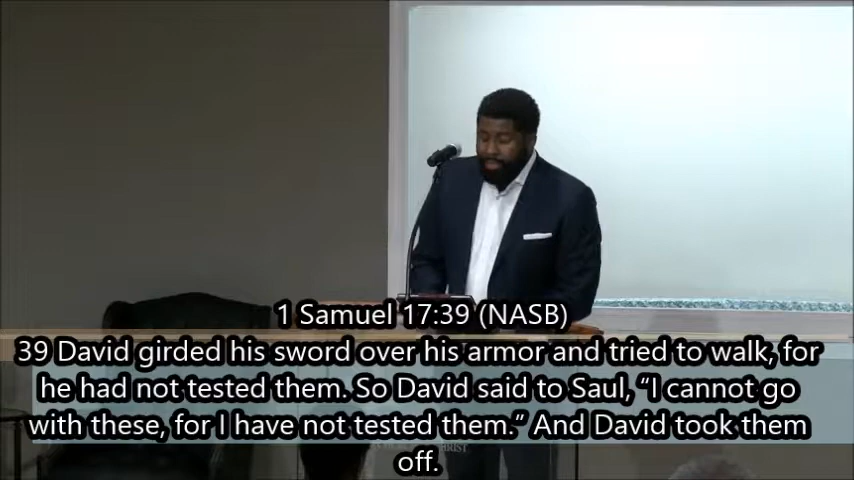 1 Samuel 17:39 (NASB)
39 David girded his sword over his armor and tried to walk, for
he had not tested them. So David said to Saul, “I cannot go
with these, for I have not tested them.” And David took them
off.